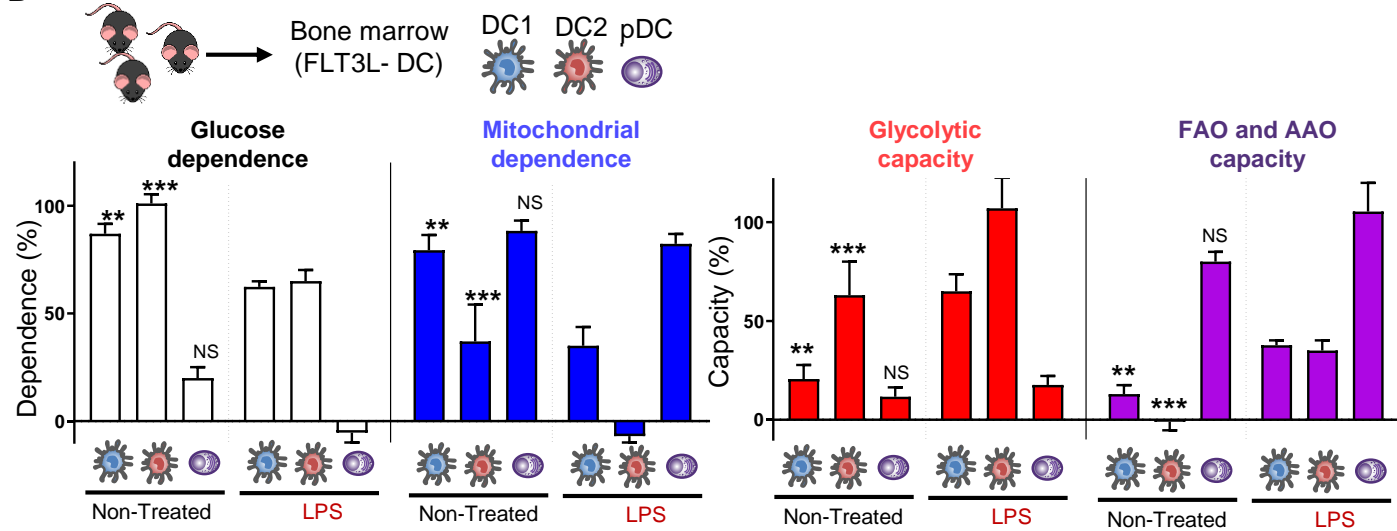 Bone marrow
(FLT3L- DC)
DC1
DC2
pDC
Glucose
dependence
Mitochondrial
dependence
Glycolytic
capacity
FAO and AAO
capacity
Dependence (%)
100
50
0
**
***
NS
**
***
NS
Non-Treated
LPS
Non-Treated
LPS
Capacity (%)
100
50
0
**
***
NS
**
***
NS
Non-Treated
LPS
Non-Treated
LPS